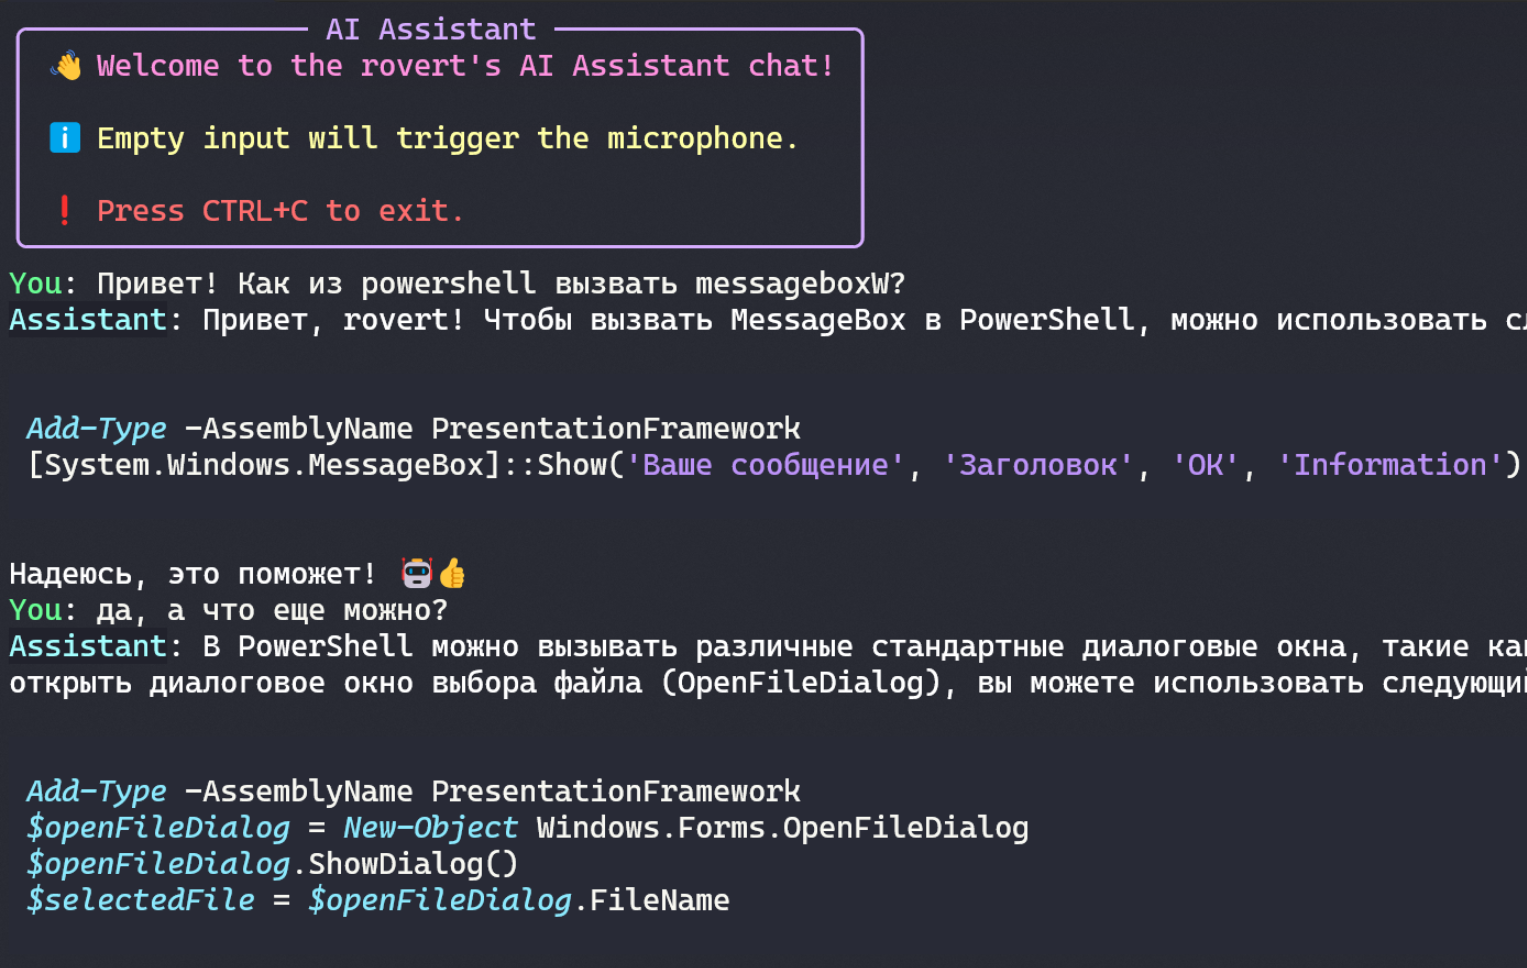 AI Assistant
👋 Welcome to the rovert's AI Assistant chat!
ℹ️ Empty input will trigger the microphone.
❗ Press CTRL+C to exit.
You: Привет! Как из powershell вызвать messageboxW?
Assistant: Привет, rovert! Чтобы вызвать MessageBox в PowerShell, можно использовать
Add-Type -AssemblyName PresentationFramework
[System.Windows.MessageBox]::Show('Ваше сообщение', 'Заголовок', 'OK', 'Information')
Надеюсь, это поможет! 🤖👍
You: да, а что еще можно?
Assistant: В PowerShell можно вызывать различные стандартные диалоговые окна, такие
открыть диалоговое окно выбора файла (OpenFileDialog), вы можете использовать
Add-Type -AssemblyName PresentationFramework
$openFileDialog = New-Object Windows.Forms.OpenFileDialog
$openFileDialog.ShowDialog()
$selectedFile = $openFileDialog.FileName